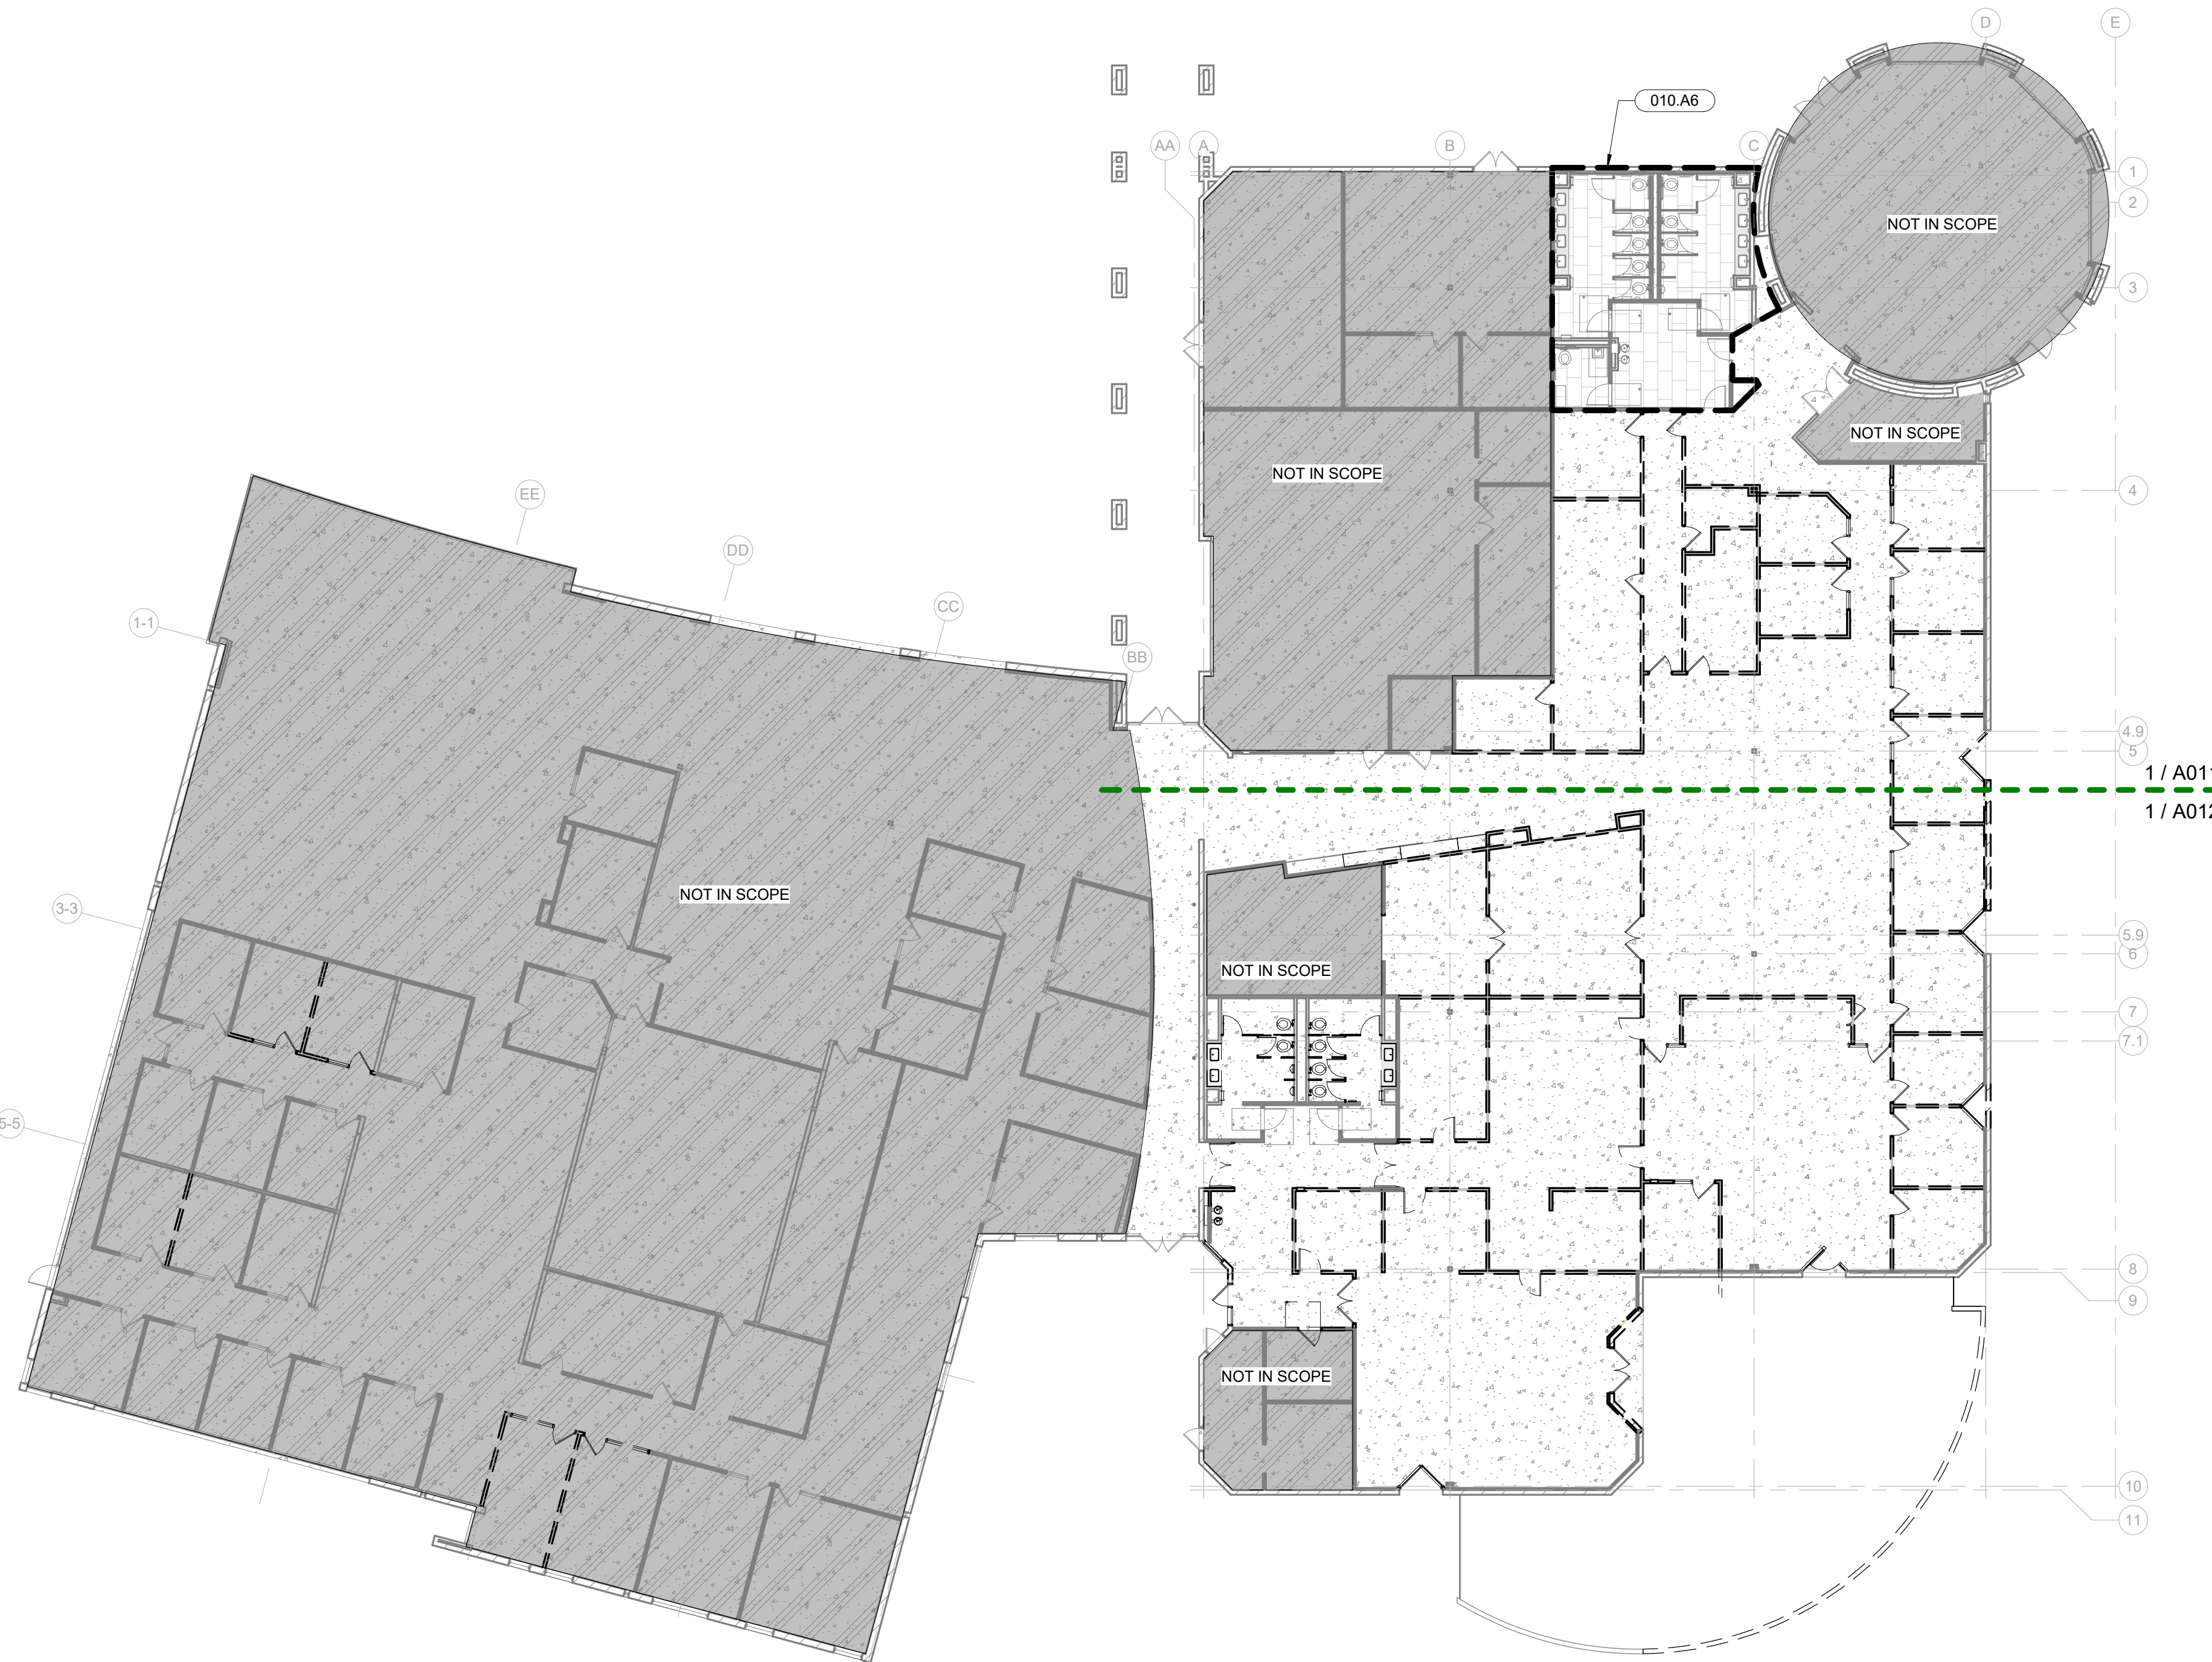 D
E
010.A6
AA
A
B
C
1
2
NOT IN SCOPE
3
NOT IN SCOPE
NOT IN SCOPE
EE
4
DD
CC
1-1
BB
4.9
5
1 / A011
1 / A012
NOT IN SCOPE
3-3
5.9
6
NOT IN SCOPE
7
7.1
5-5
8
9
NOT IN SCOPE
10
11